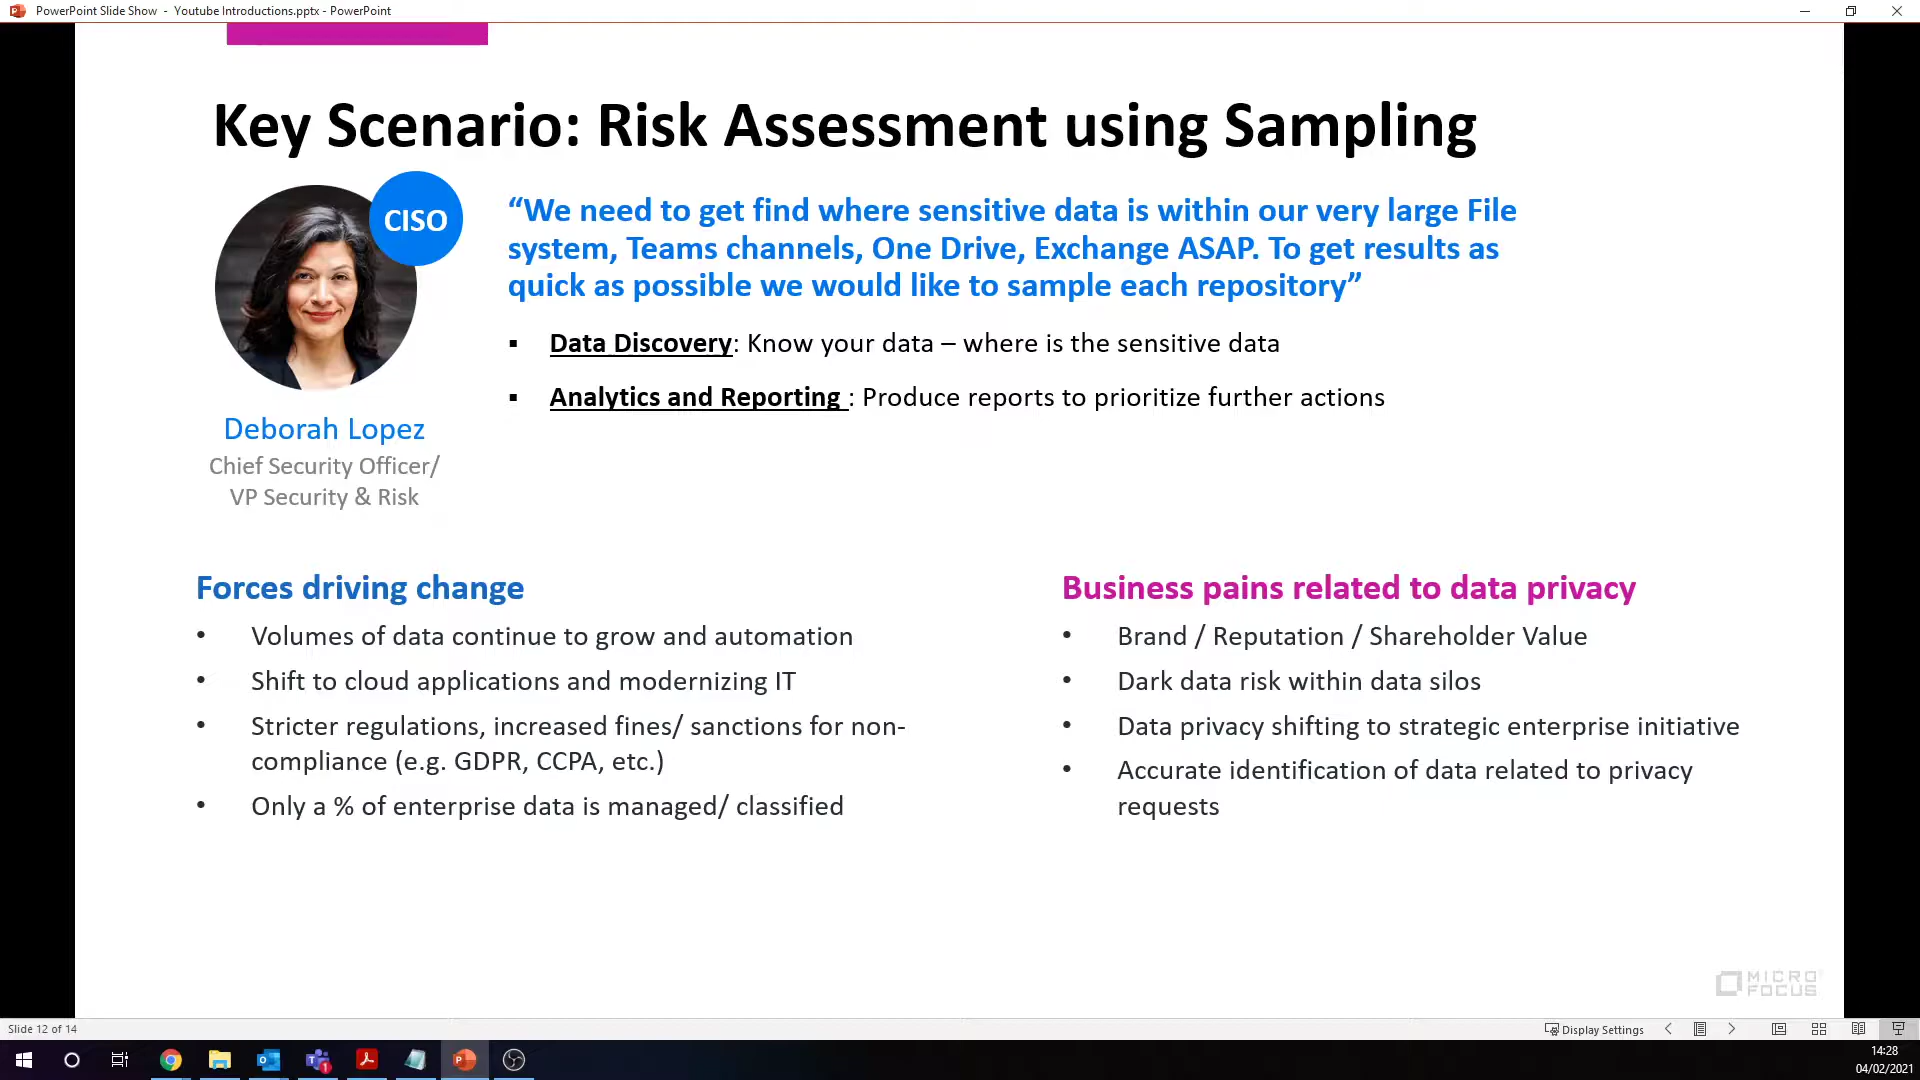 PowerPoint Slide Show - Youtube Introductions.pptx - PowerPoint
Key Scenario: Risk Assessment using Sampling
CISO
“We need to get find where sensitive data is within our very large File
system, Teams channels, One Drive, Exchange ASAP. To get results as
quick as possible we would like to sample each repository”
▪ Data Discovery: Know your data – where is the sensitive data
▪ Analytics and Reporting : Produce reports to prioritize further actions
Deborah Lopez
Chief Security Officer/
VP Security & Risk
Forces driving change
• Volumes of data continue to grow and automation
• Shift to cloud applications and modernizing IT
• Stricter regulations, increased fines/ sanctions for non-
compliance (e.g. GDPR, CCPA, etc.)
• Only a % of enterprise data is managed/ classified
Business pains related to data privacy
• Brand / Reputation / Shareholder Value
• Dark data risk within data silos
• Data privacy shifting to strategic enterprise initiative
• Accurate identification of data related to privacy
requests
MICRO
FOCUS
Slide 12 of 14
Display Settings
14:28
04/02/2021